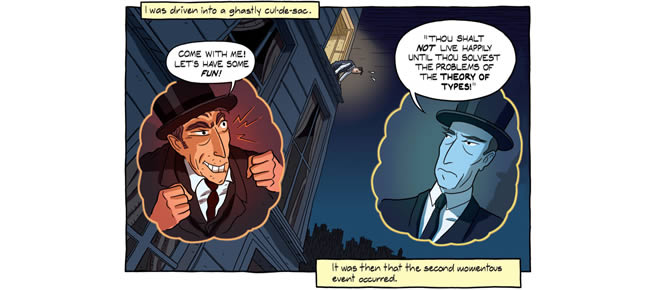 I was driven into a ghastly cul-de-sac.
COME WITH ME!
LET'S HAVE SOME
FUN!
"THOU SHALT
NOT LIVE HAPPILY
UNTIL THOU SOLVEST
THE PROBLEMS OF
THE THEORY OF
TYPES!"
It was then that the second momentous
event occurred.